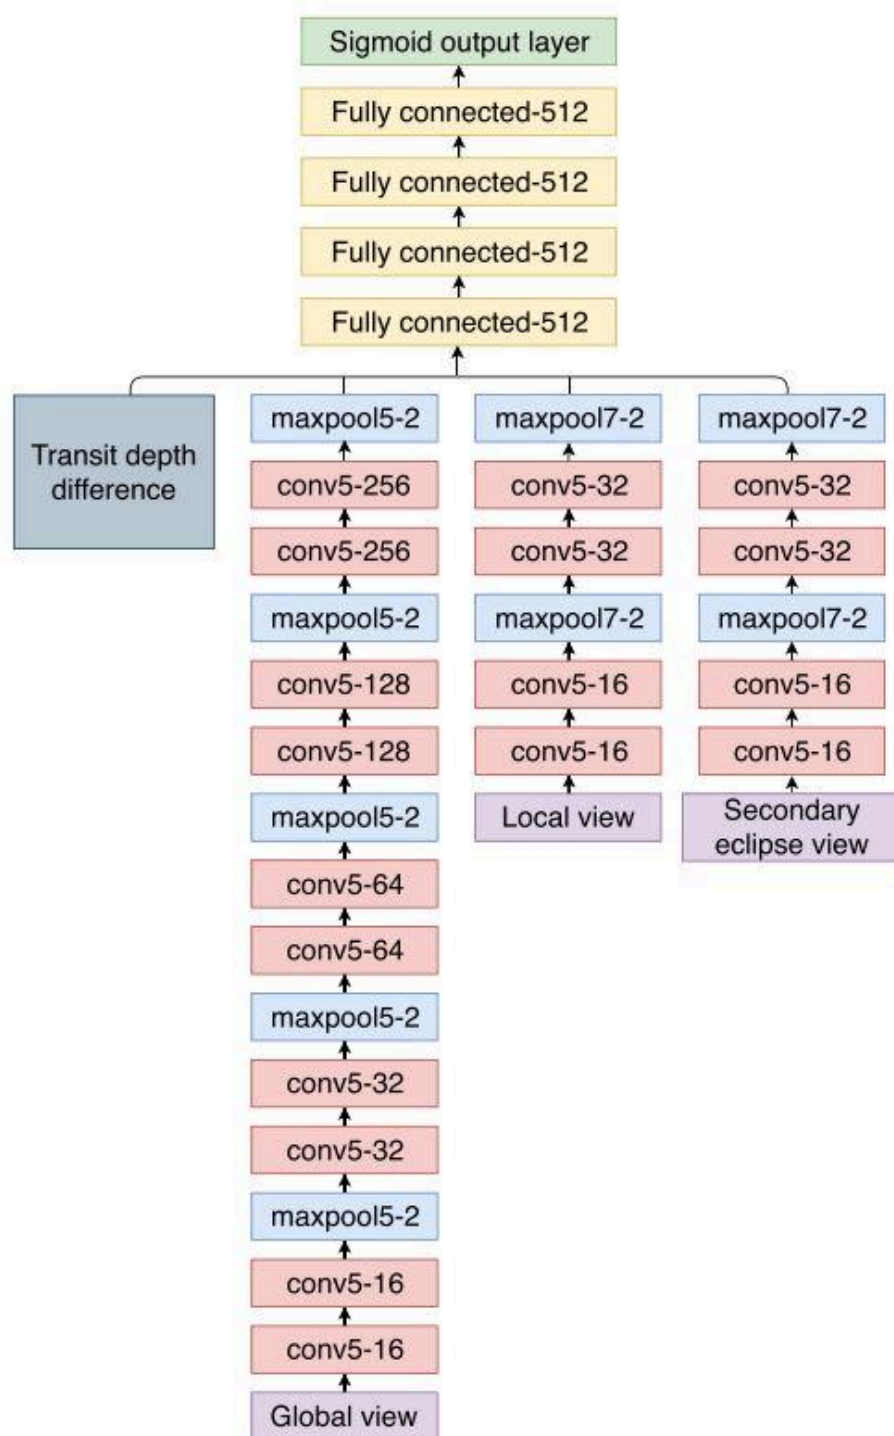 Sigmoid output layer
Fully connected-512
Fully connected-512
Fully connected-512
Fully connected-512
Transit depth
difference
maxpool5-2
conv5-256
conv5-256
maxpool5-2
conv5-128
conv5-128
maxpool5-2
conv5-64
conv5-64
maxpool5-2
conv5-32
conv5-32
maxpool5-2
conv5-16
conv5-16
Global view
maxpool7-2
conv5-32
conv5-32
maxpool7-2
conv5-16
conv5-16
Local view
maxpool7-2
conv5-32
conv5-32
maxpool7-2
conv5-16
conv5-16
Secondary
eclipse view